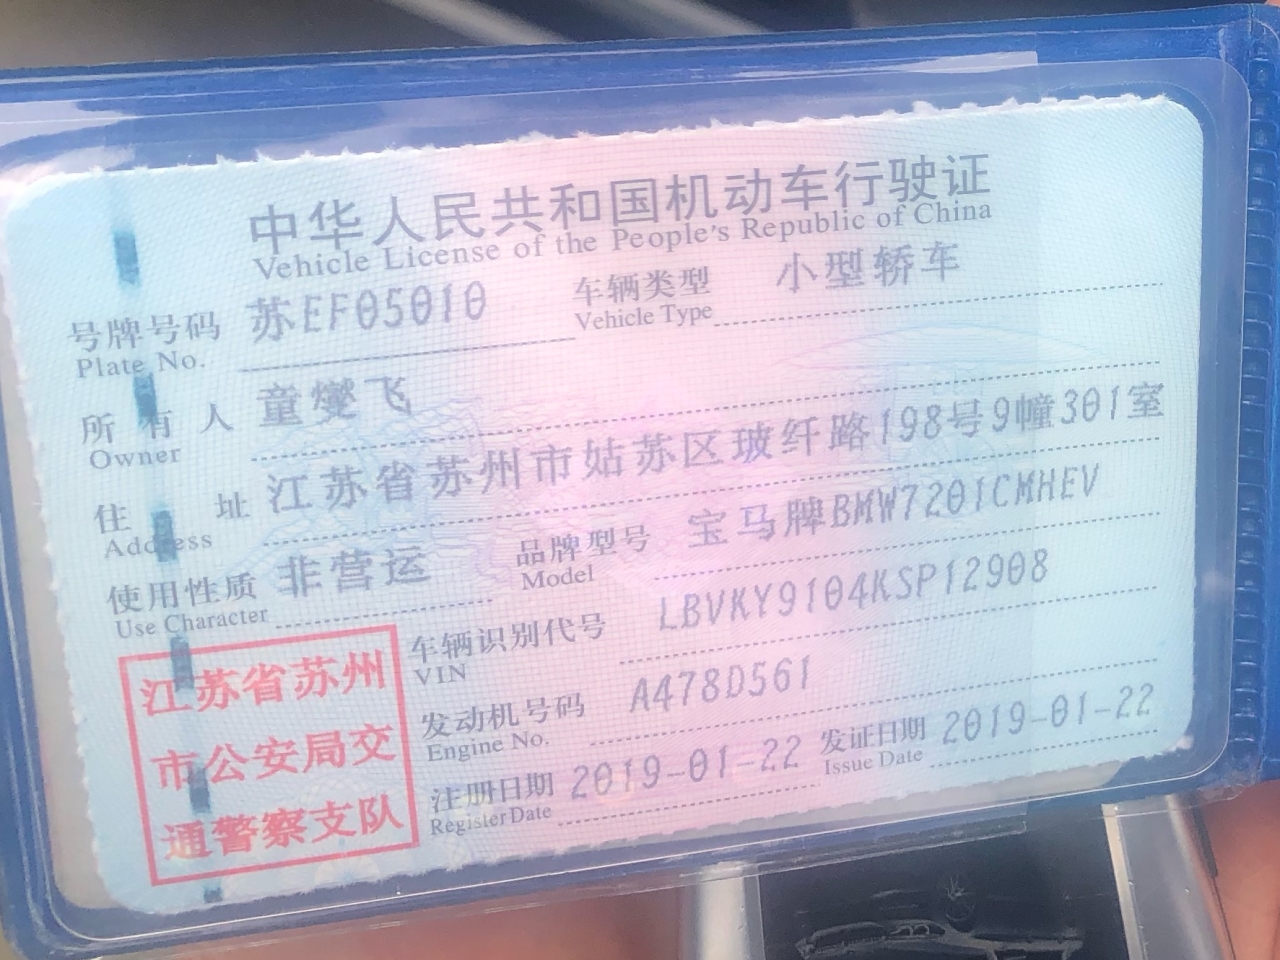 中华人民共和国机动车行驶证
Vehicle License of the People's Republic of China
号牌号码 苏EF05010 车辆类型 小型轿车
Plate No. Vehicle Type
所有人 童燮飞
Owner
住址 江苏省苏州市姑苏区玻纤路198号9幢301室
Address
使用性质 非营运 品牌型号 宝马牌BMW7201CMHEV
Use Character Model
车辆识别代号 LBVKY9104KSP12908
VIN
发动机号码 A478D561
Engine No.
注册日期 2019-01-22 发证日期 2019-01-22
Register Date Issue Date
江苏省苏州
市公安局交
通警察支队